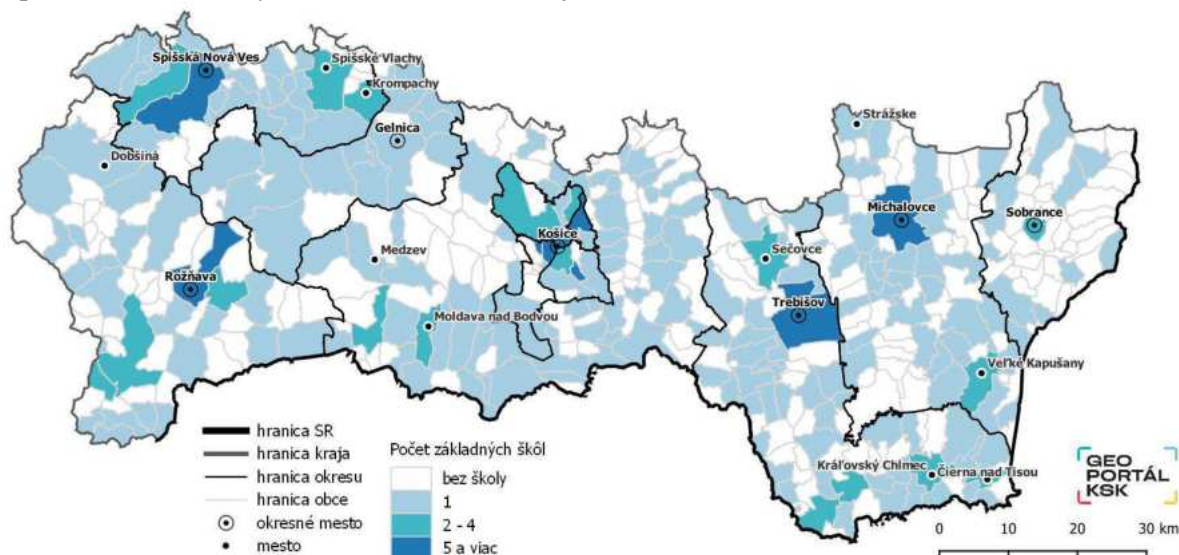 Spišská Nová Ves
Spišské Vlachy
Krompachy
Gelnica
Strážske
Dobšiná
Michalovce
Sobrance
Košice
Medzev
Sečovce
Rožňava
Trebišov
Moldava nad Bodvou
Veľké Kapušany
Kráľovský Chlmec
Čierna nad Tisou
hranica SR
hranica kraja
hranica okresu
hranica obce
okresné mesto
mesto
Počet základných škôl
bez školy
1
2 - 4
5 a viac
GEO
PORTÁL
KSK
0 10 20 30 km